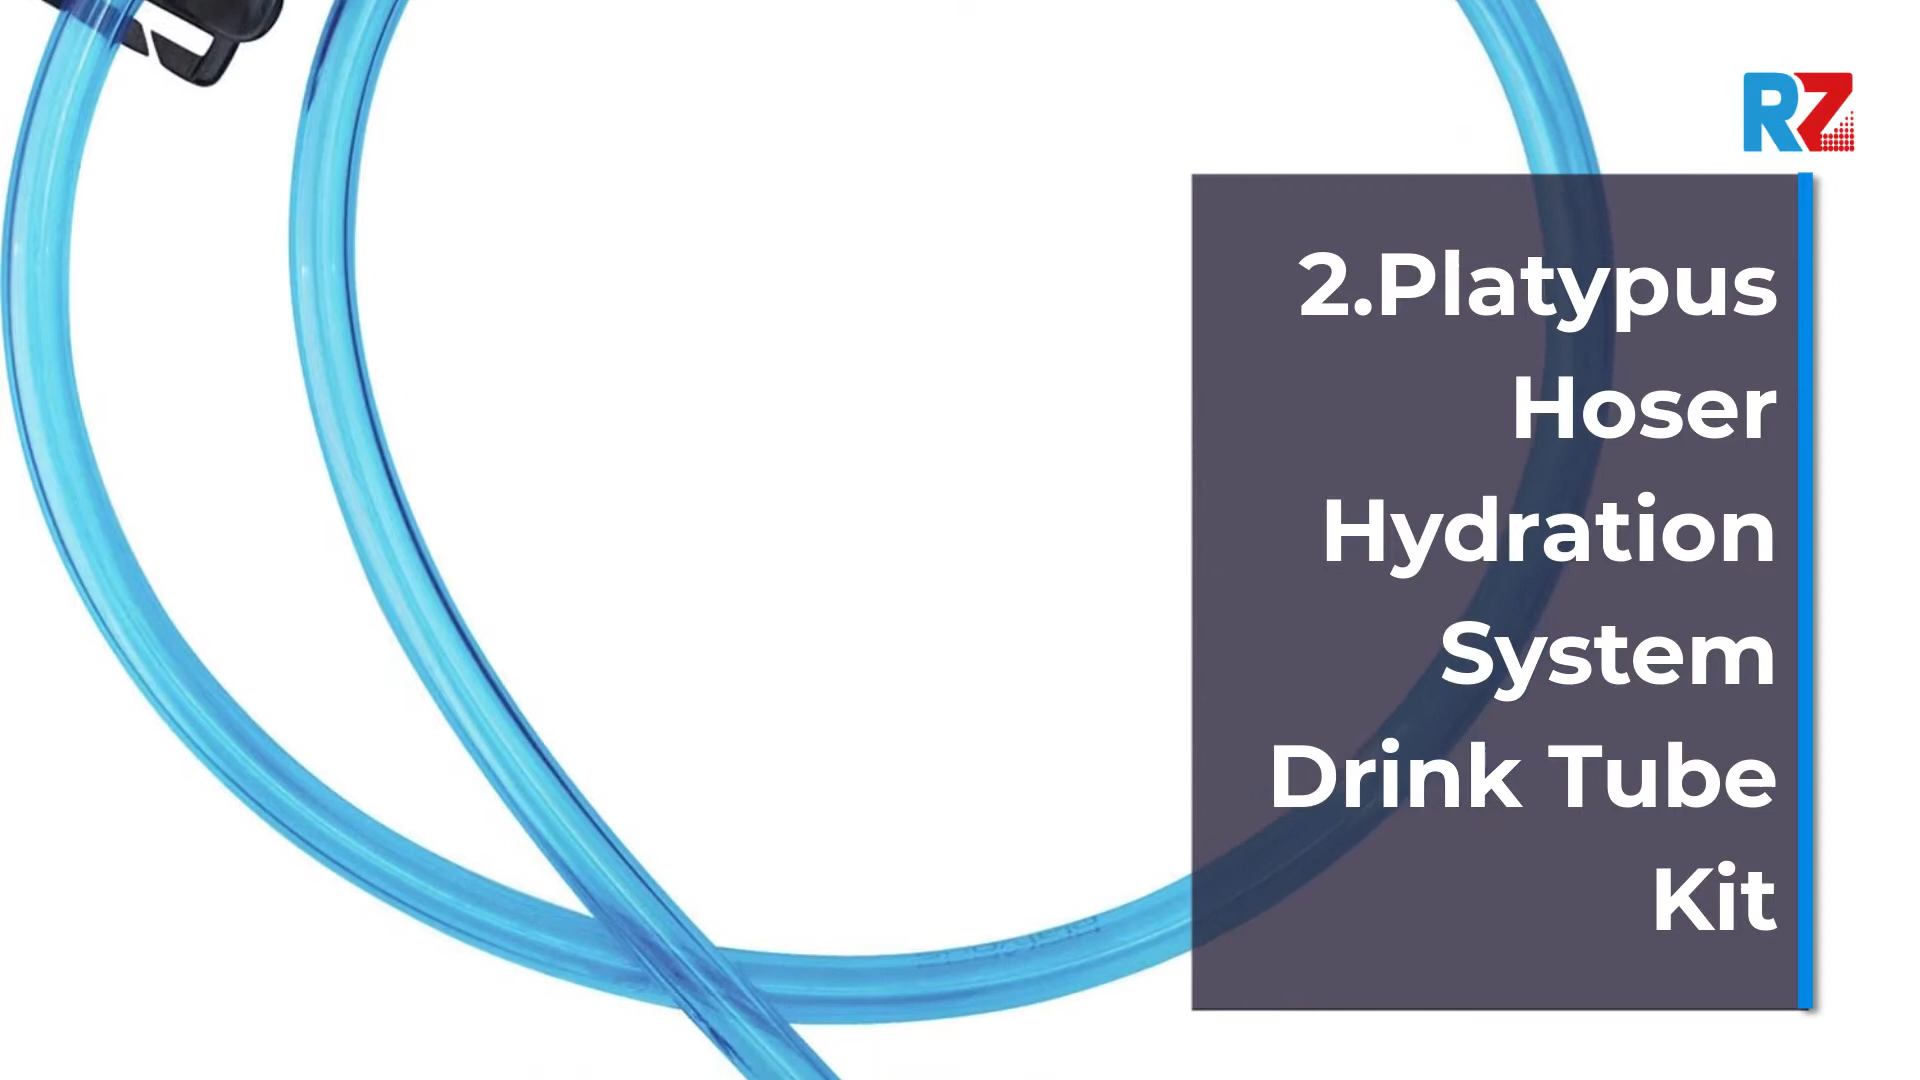 RZ
2.Platypus
Hoser
Hydration
System
Drink Tube
Kit